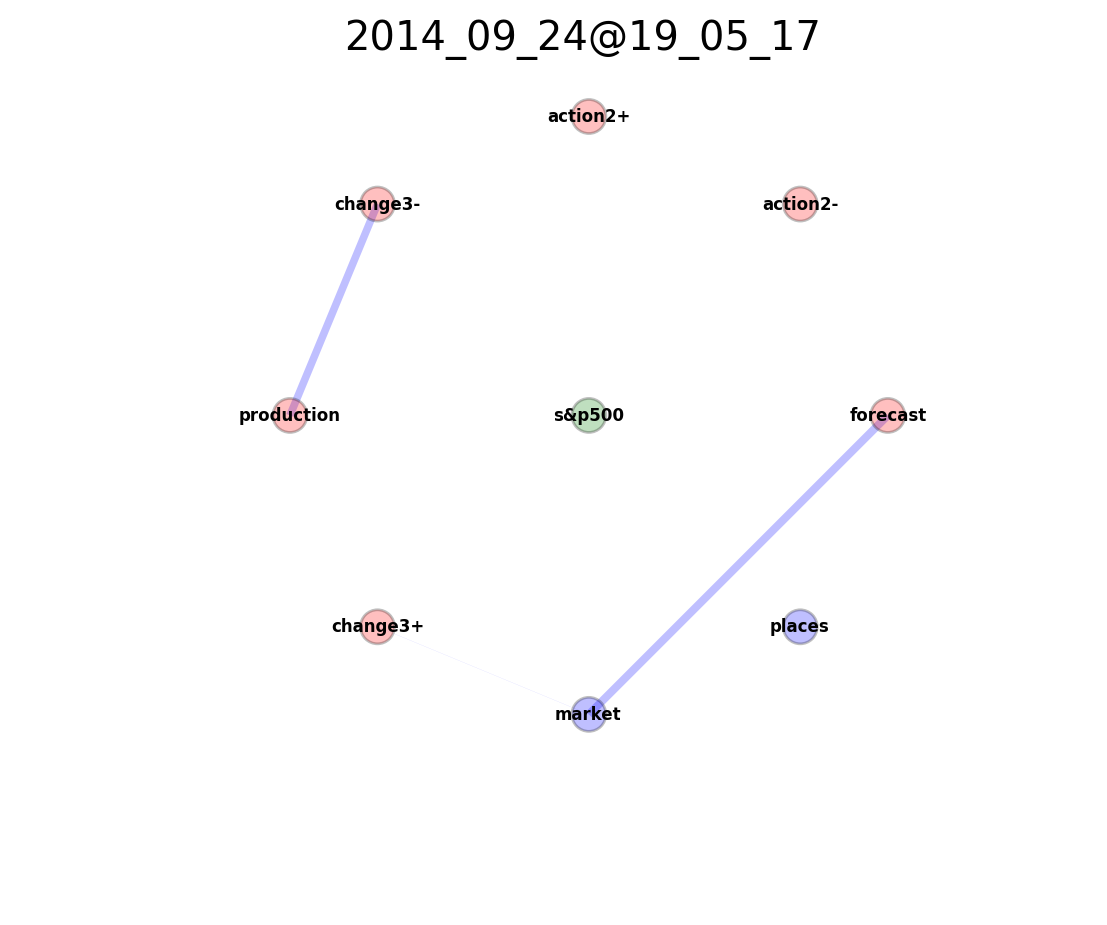 2014_09_24@19_05_17
action2+
change3-
action2-
production
s&p500
forecast
change3+
places
market